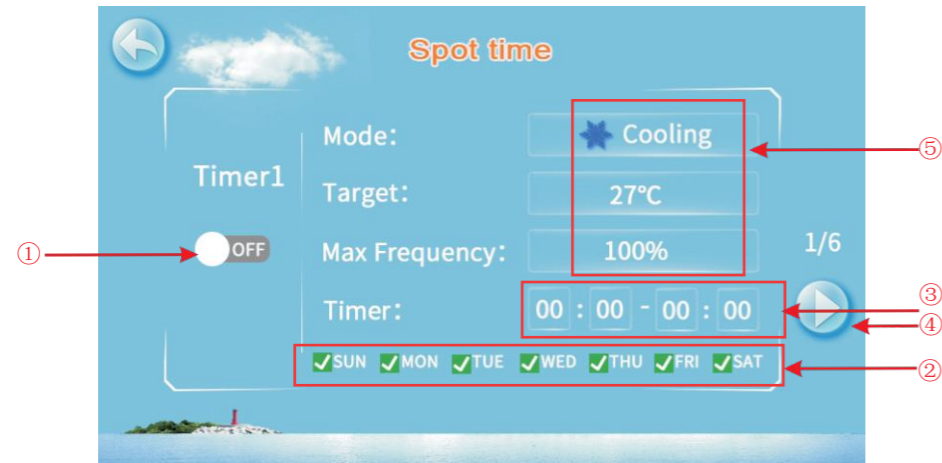 Spot time
Mode: Cooling ⑤
Timer1
Target: 27℃
① OFF
Max Frequency: 100% 1/6
Timer: 00 : 00 - 00 : 00 ③
④
SUN MON TUE WED THU FRI SAT ②